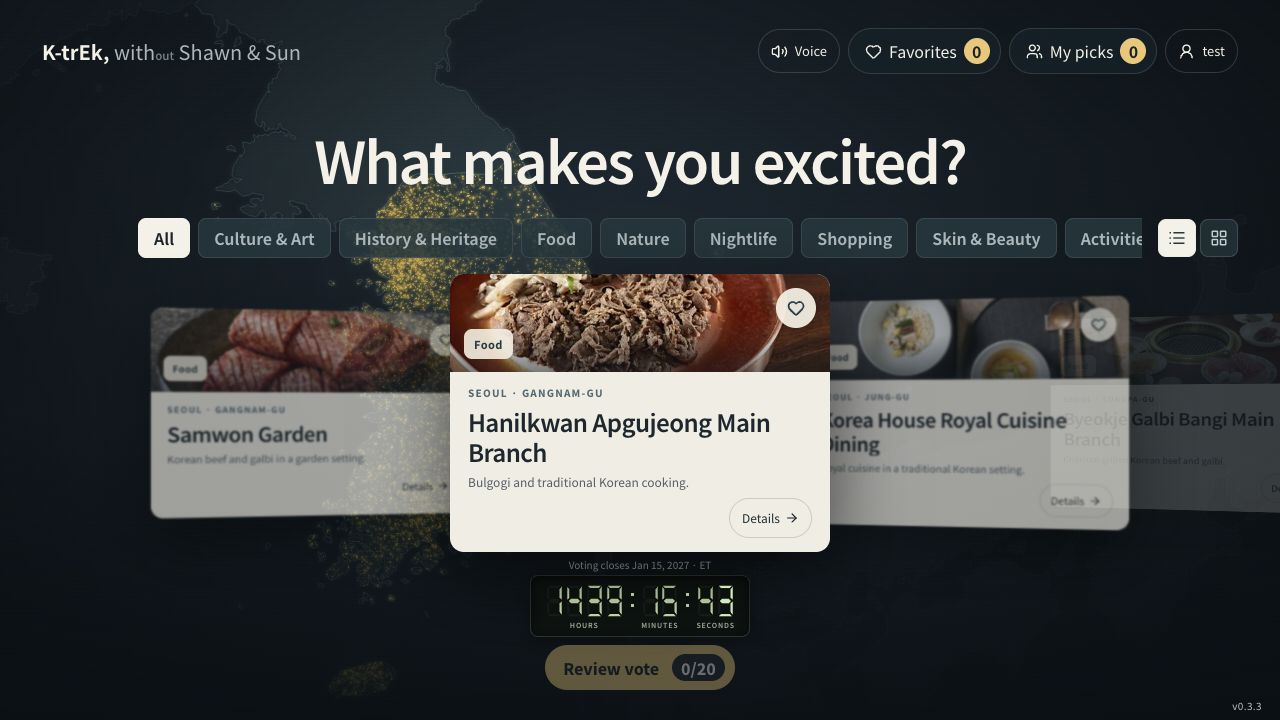 K-trEk, without Shawn & Sun
Voice
Favorites 0
My picks 0
test
What makes you excited?
All
Culture & Art
History & Heritage
Food
Nature
Nightlife
Shopping
Skin & Beauty
Activitie
Food
SEOUL · GANGNAM-GU
Samwon Garden
Korean beef and galbi in a garden setting.
Details →
Food
SEOUL · GANGNAM-GU
Hanilkwan Apgujeong Main
Branch
Bulgogi and traditional Korean cooking.
Details →
SEOUL · JUNG-GU
Korea House Royal Cuisine
Dining
cuisine in a traditional Korean setting.
Details →
Byeokje Galbi Bangi Main
Branch
Korean beef and galbi.
Voting closes Jan 15, 2027 · ET
1439:15:43
HOURS
MINUTES
SECONDS
Review vote 0/20
v0.3.3